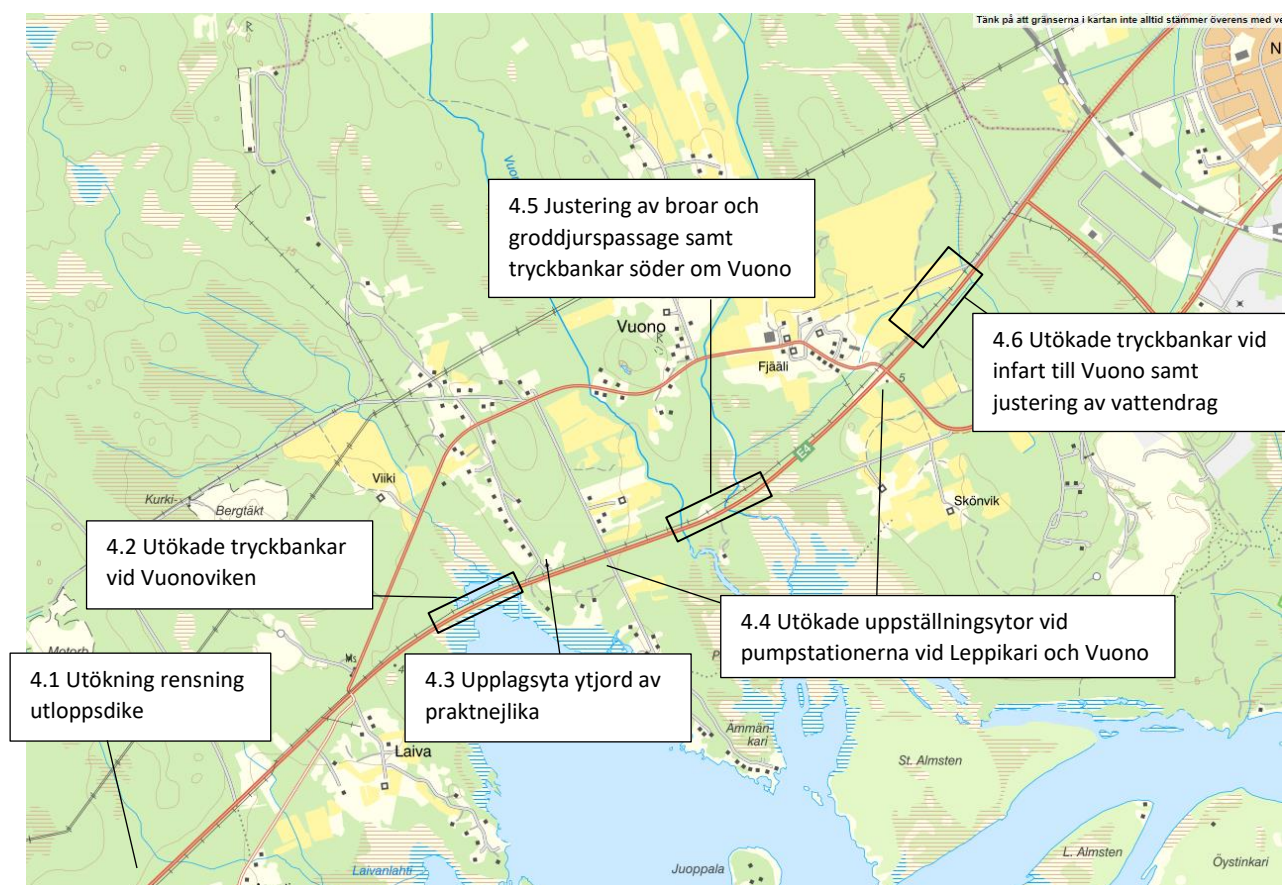 Tänk på att gränserna i kartan inte alltid stämmer överens med ve
N
R
15
Vuono
4.5 Justering av broar och
groddjurspassage samt
tryckbankar söder om Vuono
Vuono
R
Fjääli
5
4.6 Utökade tryckbankar vid
infart till Vuono samt
justering av vattendrag
E4
Viiki
Skönvik
Kurki-
Bergtäkt
4.2 Utökade tryckbankar
vid Vuonoviken
4.4 Utökade uppställningsytor vid
pumpstationerna vid Leppikari och Vuono
Ms
4
4.1 Utökning rensning
utloppsdike
4.3 Upplagsyta ytjord av
praktnejlika
Laiva
Ämmän-
kari
St. Almsten
Laivanlahti
Juoppala
L. Almsten
Öystinkari